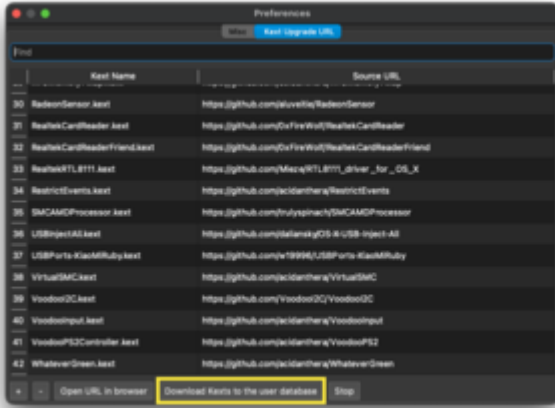 Preferences
Misc Kext Upgrade URL
Find
Kext Name Source URL
30 RadeonSensor.kext https://github.com/aluveitie/RadeonSensor
31 RealtekCardReader.kext https://github.com/0xFireWolf/RealtekCardReader
32 RealtekCardReaderFriend.kext https://github.com/0xFireWolf/RealtekCardReaderFriend
33 RealtekRTL8111.kext https://github.com/Mieze/RTL8111_driver_for_OS_X
34 RestrictEvents.kext https://github.com/acidanthera/RestrictEvents
35 SMCAMDProcessor.kext https://github.com/trulyspinach/SMCAMDProcessor
36 USBInjectAll.kext https://github.com/daliansky/OS-X-USB-Inject-All
37 USBPorts-XiaoMiRuby.kext https://github.com/w19996/USBPorts-XiaoMiRuby
38 VirtualSMC.kext https://github.com/acidanthera/VirtualSMC
39 VoodooI2C.kext https://github.com/VoodooI2C/VoodooI2C
40 VoodooInput.kext https://github.com/acidanthera/VoodooInput
41 VoodooPS2Controller.kext https://github.com/acidanthera/VoodooPS2
42 WhateverGreen.kext https://github.com/acidanthera/WhateverGreen
+ - Open URL in browser Download Kexts to the user database Stop